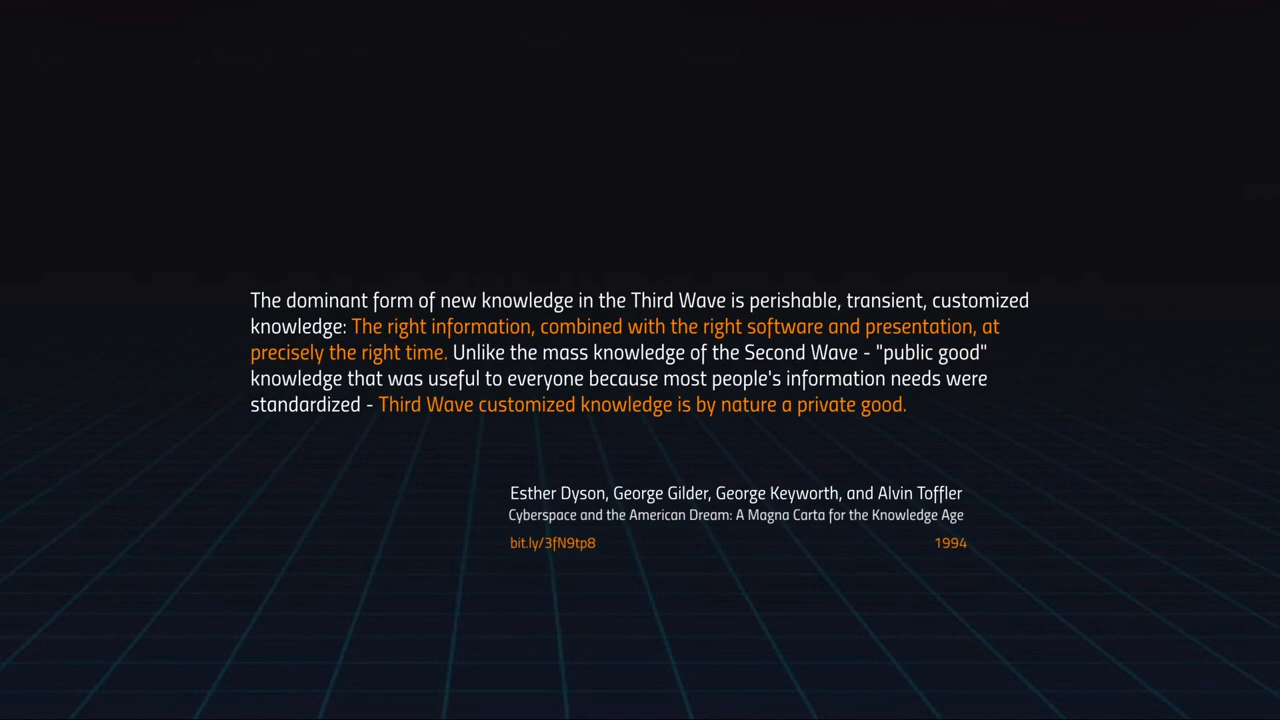 The dominant form of new knowledge in the Third Wave is perishable, transient, customized
knowledge: The right information, combined with the right software and presentation, at
precisely the right time. Unlike the mass knowledge of the Second Wave - "public good"
knowledge that was useful to everyone because most people's information needs were
standardized - Third Wave customized knowledge is by nature a private good.
Esther Dyson, George Gilder, George Keyworth, and Alvin Toffler
Cyberspace and the American Dream: A Magna Carta for the Knowledge Age
bit.ly/3fN9tp8 1994